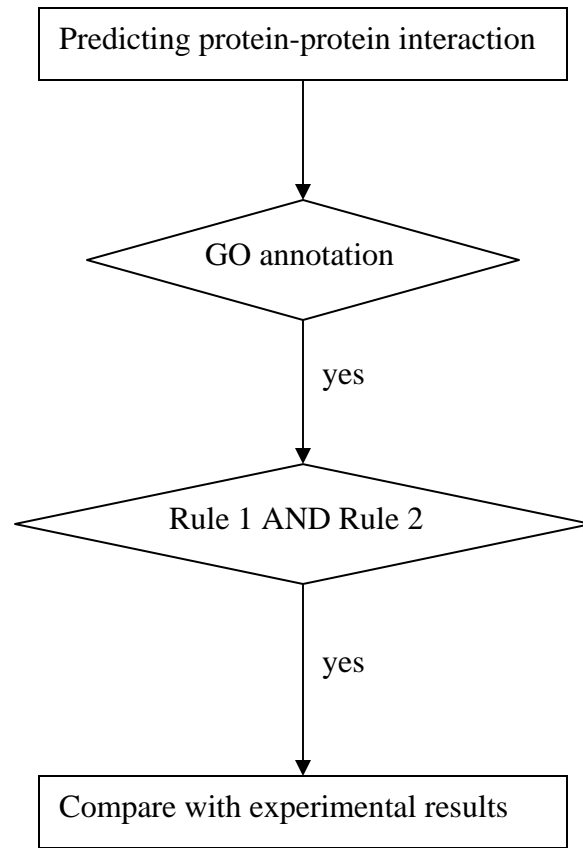 Predicting protein-protein interaction
GO annotation
yes
Rule 1 AND Rule 2
yes
Compare with experimental results